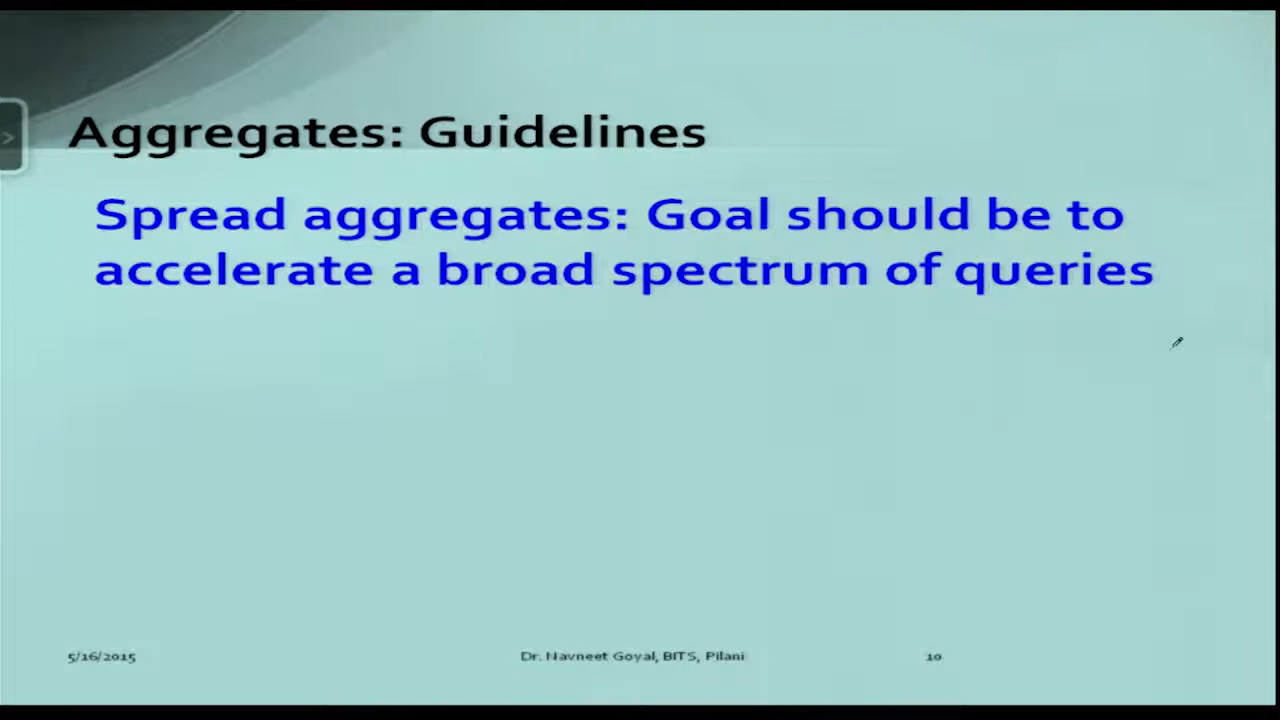 >
Aggregates: Guidelines
Spread aggregates: Goal should be to
accelerate a broad spectrum of queries
5/16/2015 Dr. Navneet Goyal, BITS, Pilani 10